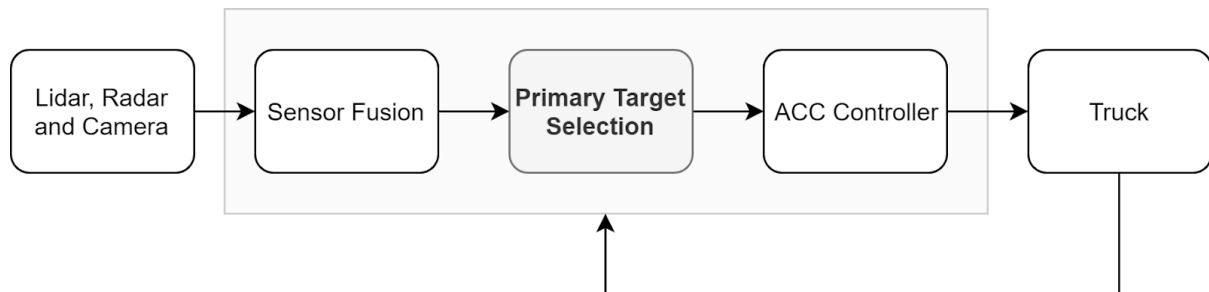 Lidar, Radar
and Camera
Sensor Fusion
Primary Target
Selection
ACC Controller
Truck